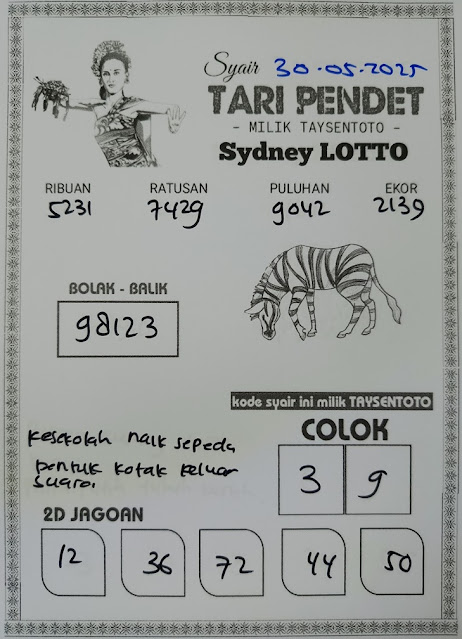 Syair 30.05.2025
TARI PENDET
- MILIK TAYSENTOTO -
Sydney LOTTO
RIBUAN RATUSAN PULUHAN EKOR
5231 7429 9042 2139
BOLAK - BALIK
98123
kode syair ini milik TAYSENTOTO
COLOK
3 9
Kesekolah naik sepeda
bentuk kotak keluar
suara.
2D JAGOAN
12 36 72 44 50